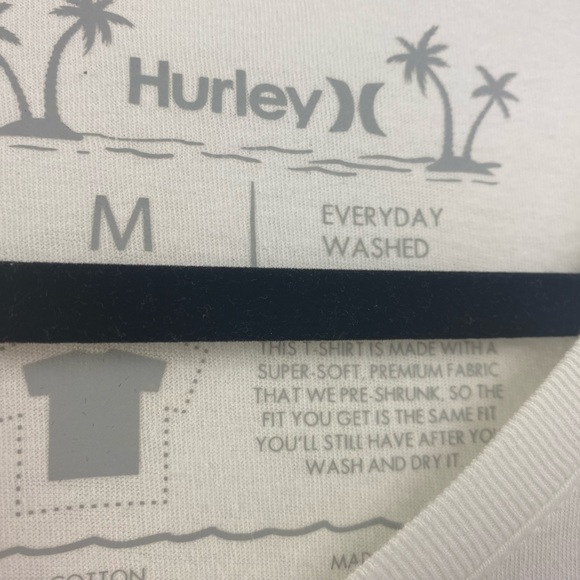 Hurley
M
EVERYDAY
WASHED
THIS T-SHIRT IS MADE WITH A
SUPER-SOFT, PREMIUM FABRIC
THAT WE PRE-SHRUNK. SO THE
FIT YOU GET IS THE SAME FIT
YOU'LL STILL HAVE AFTER YOU
WASH AND DRY IT.
COTTON